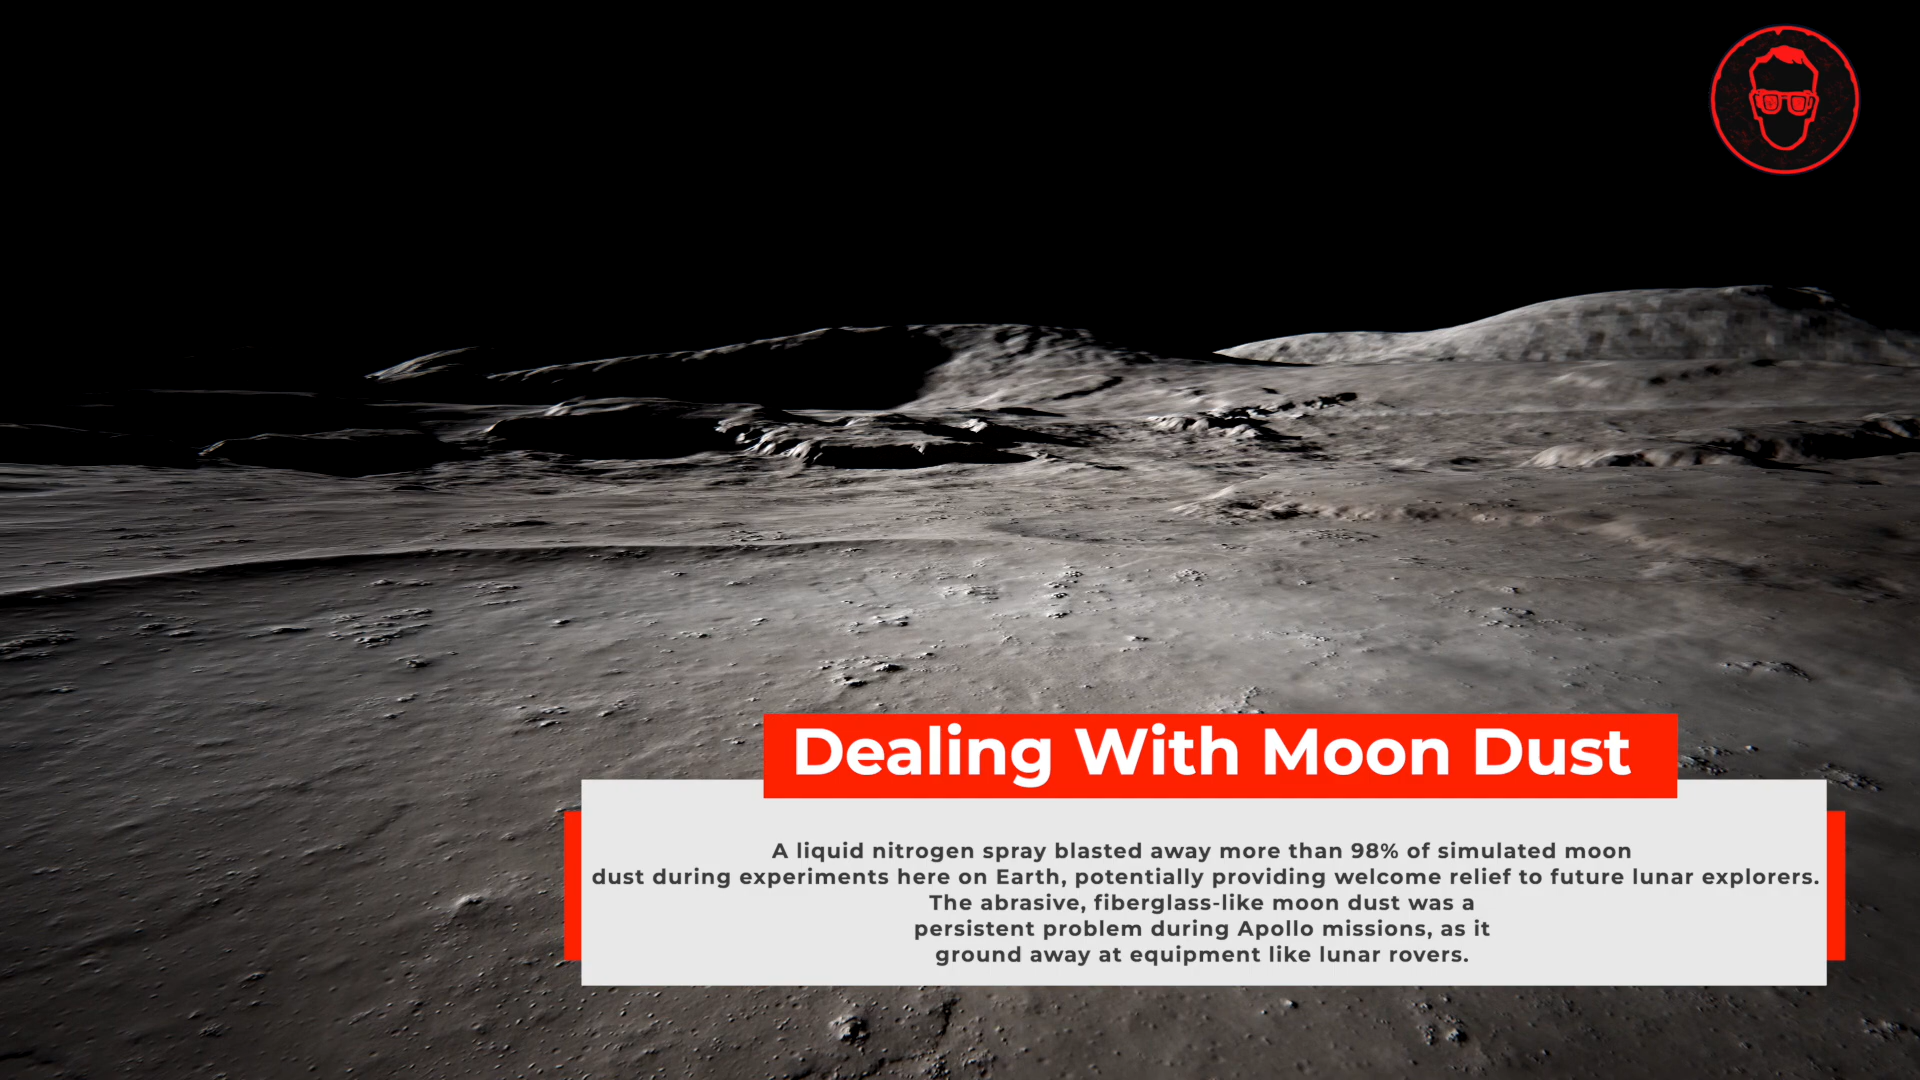 Dealing With Moon Dust
A liquid nitrogen spray blasted away more than 98% of simulated moon
dust during experiments here on Earth, potentially providing welcome relief to future lunar explorers.
The abrasive, fiberglass-like moon dust was a
persistent problem during Apollo missions, as it
ground away at equipment like lunar rovers.